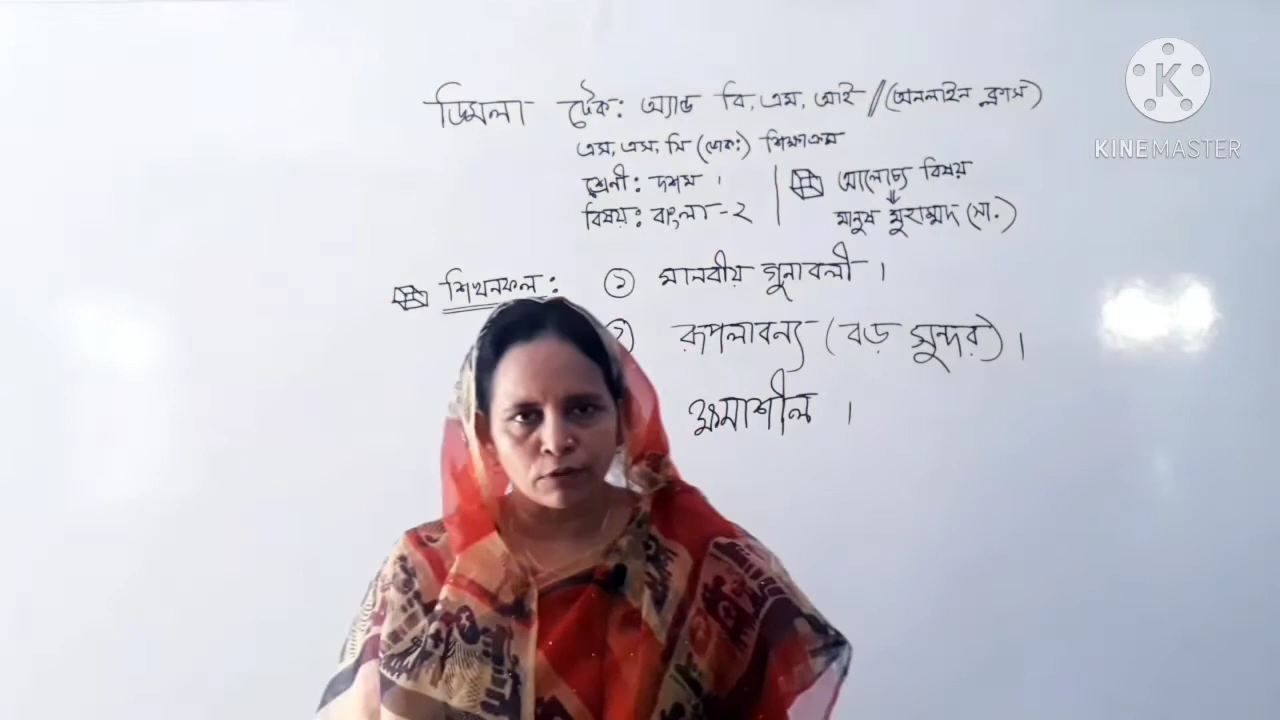 ডিমলা টেক: অ্যান্ড বি, এম, আই // (অনলাইন ক্লাস)
এস, এস, সি (ভোক:) শিক্ষাক্রম
শ্রেনী: দশম ।
বিষয়: বাংলা - ২
আলোচ্য বিষয়
মানুষ মুহাম্মদ (সা.)
শিখনফল: ১ মানবীয় গুনাবলী ।
রূপলাবন্য (বড় সুন্দর) ।
ক্ষমাশীল ।
K
KINEMASTER